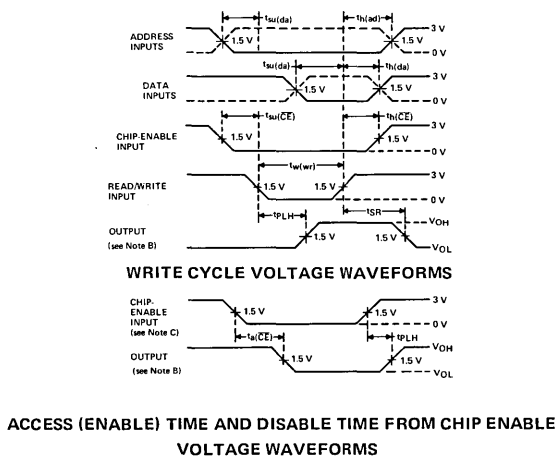 tsu(da) th(ad)
ADDRESS INPUTS 1.5 V 1.5 V 3 V 0 V
tsu(da) th(da)
DATA INPUTS 1.5 V 1.5 V 3 V 0 V
tsu(CE) th(CE)
CHIP-ENABLE INPUT 1.5 V 1.5 V 3 V 0 V
tw(wr)
READ/WRITE INPUT 1.5 V 1.5 V 3 V 0 V
tPLH tSR
OUTPUT (see Note B) 1.5 V 1.5 V VOH VOL
WRITE CYCLE VOLTAGE WAVEFORMS
CHIP-ENABLE INPUT (see Note C) 1.5 V 1.5 V 3 V 0 V
ta(CE) tPLH
OUTPUT (see Note B) 1.5 V 1.5 V VOH VOL
ACCESS (ENABLE) TIME AND DISABLE TIME FROM CHIP ENABLE
VOLTAGE WAVEFORMS